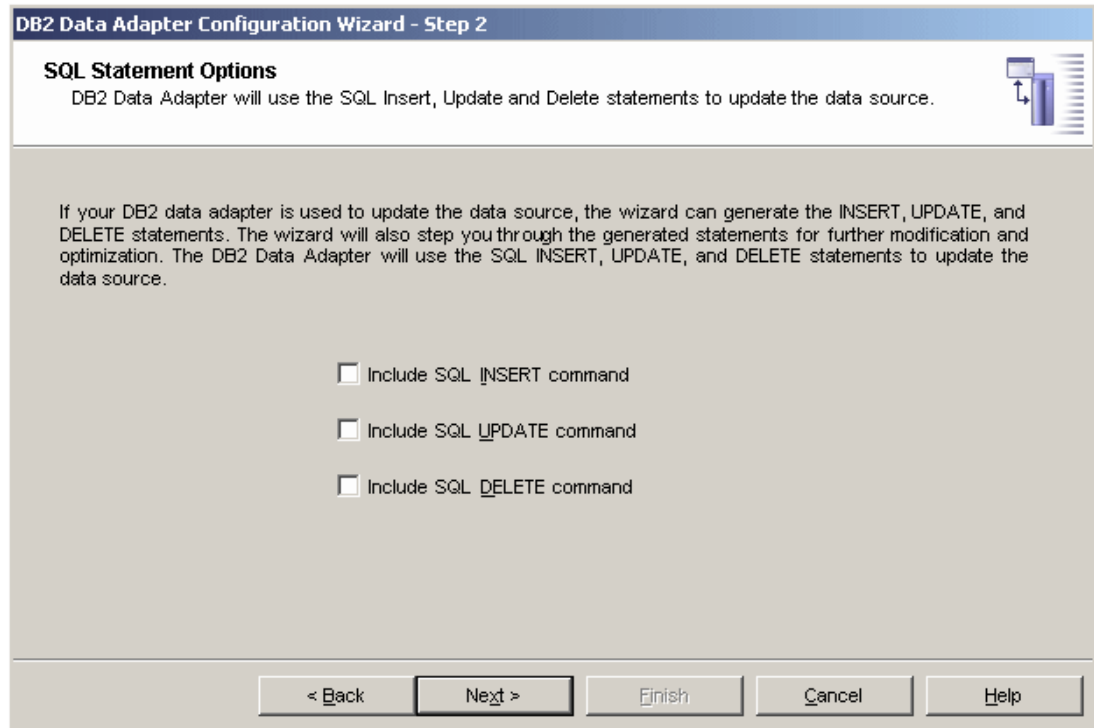 DB2 Data Adapter Configuration Wizard - Step 2
SQL Statement Options
DB2 Data Adapter will use the SQL Insert, Update and Delete statements to update the data source.
If your DB2 data adapter is used to update the data source, the wizard can generate the INSERT, UPDATE, and
DELETE statements. The wizard will also step you through the generated statements for further modification and
optimization. The DB2 Data Adapter will use the SQL INSERT, UPDATE, and DELETE statements to update the
data source.
Include SQL INSERT command
Include SQL UPDATE command
Include SQL DELETE command
< Back Next > Finish Cancel Help